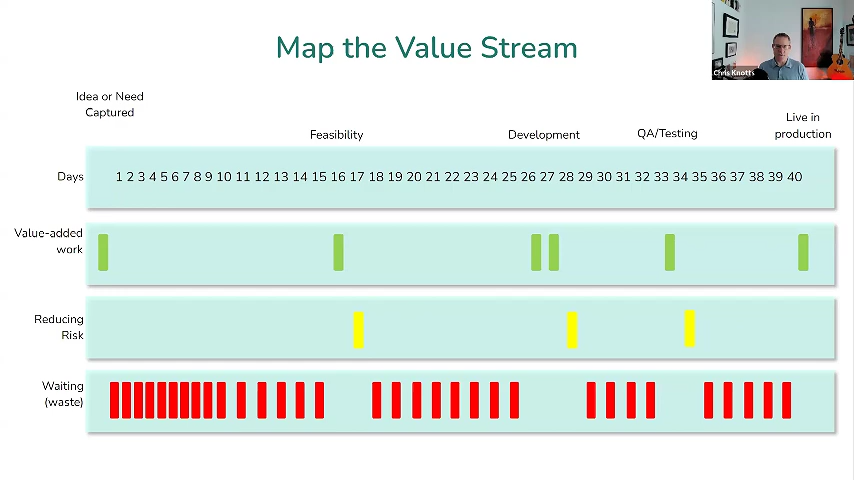 Map the Value Stream
Chris Knotts
Idea or Need
Captured
Feasibility
Development
QA/Testing
Live in
production
Days
1 2 3 4 5 6 7 8 9 10 11 12 13 14 15 16 17 18 19 20 21 22 23 24 25 26 27 28 29 30 31 32 33 34 35 36 37 38 39 40
Value-added
work
Reducing
Risk
Waiting
(waste)